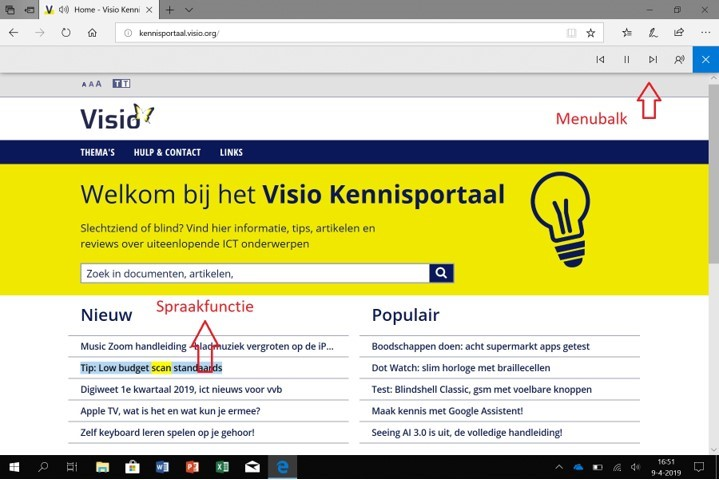 Home - Visio Kenni
kennisportaal.visio.org/
Menubalk
A A A
T T
Visio
THEMA'S HULP & CONTACT LINKS
Welkom bij het Visio Kennisportaal
Slechtziend of blind? Vind hier informatie, tips, artikelen en
reviews over uiteenlopende ICT onderwerpen
Zoek in documenten, artikelen,
Spraakfunctie
Nieuw
Music Zoom handleiding - bladmuziek vergroten op de iP...
Tip: Low budget scan standaards
Digiweet 1e kwartaal 2019, ict nieuws voor vvb
Apple TV, wat is het en wat kun je ermee?
Zelf keyboard leren spelen op je gehoor!
Populair
Boodschappen doen: acht supermarkt apps getest
Dot Watch: slim horloge met braillecellen
Test: Blindshell Classic, gsm met voelbare knoppen
Maak kennis met Google Assistent!
Seeing AI 3.0 is uit, de volledige handleiding!
16:51
9-4-2019